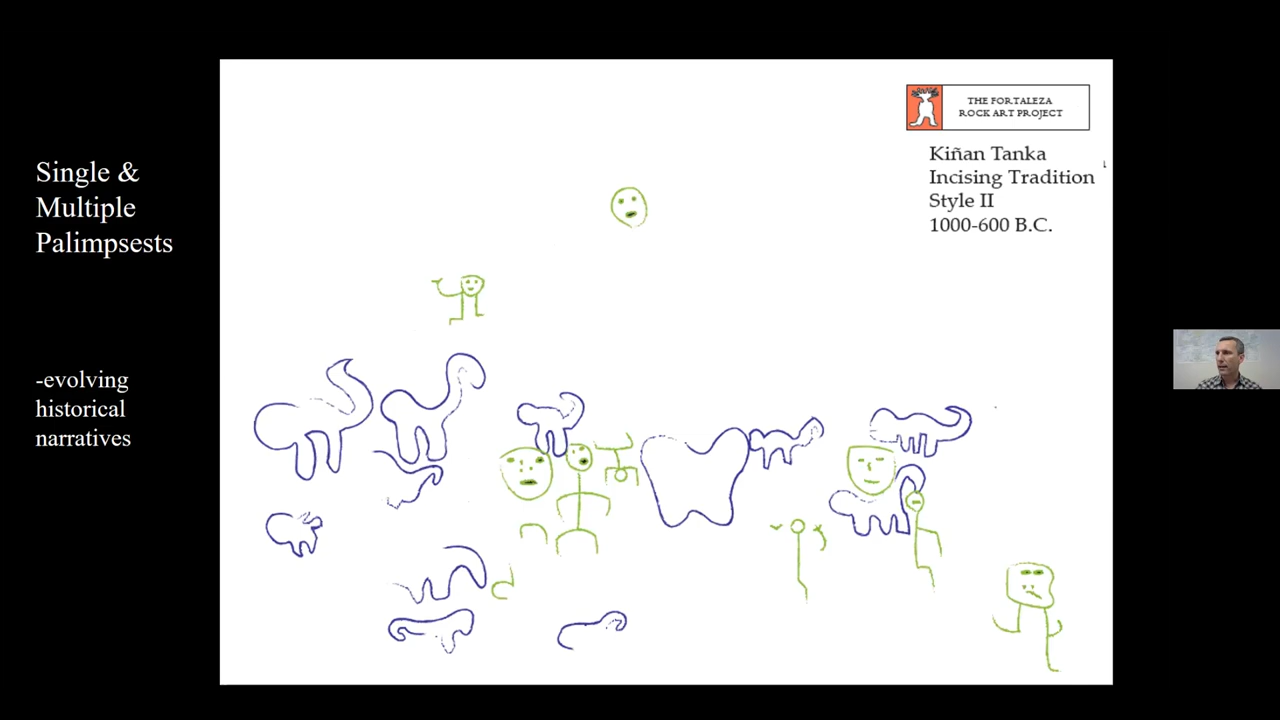 Single &
Multiple
Palimpsests
-evolving
historical
narratives
THE FORTALEZA
ROCK ART PROJECT
Kiñan Tanka
Incising Tradition
Style II
1000-600 B.C.